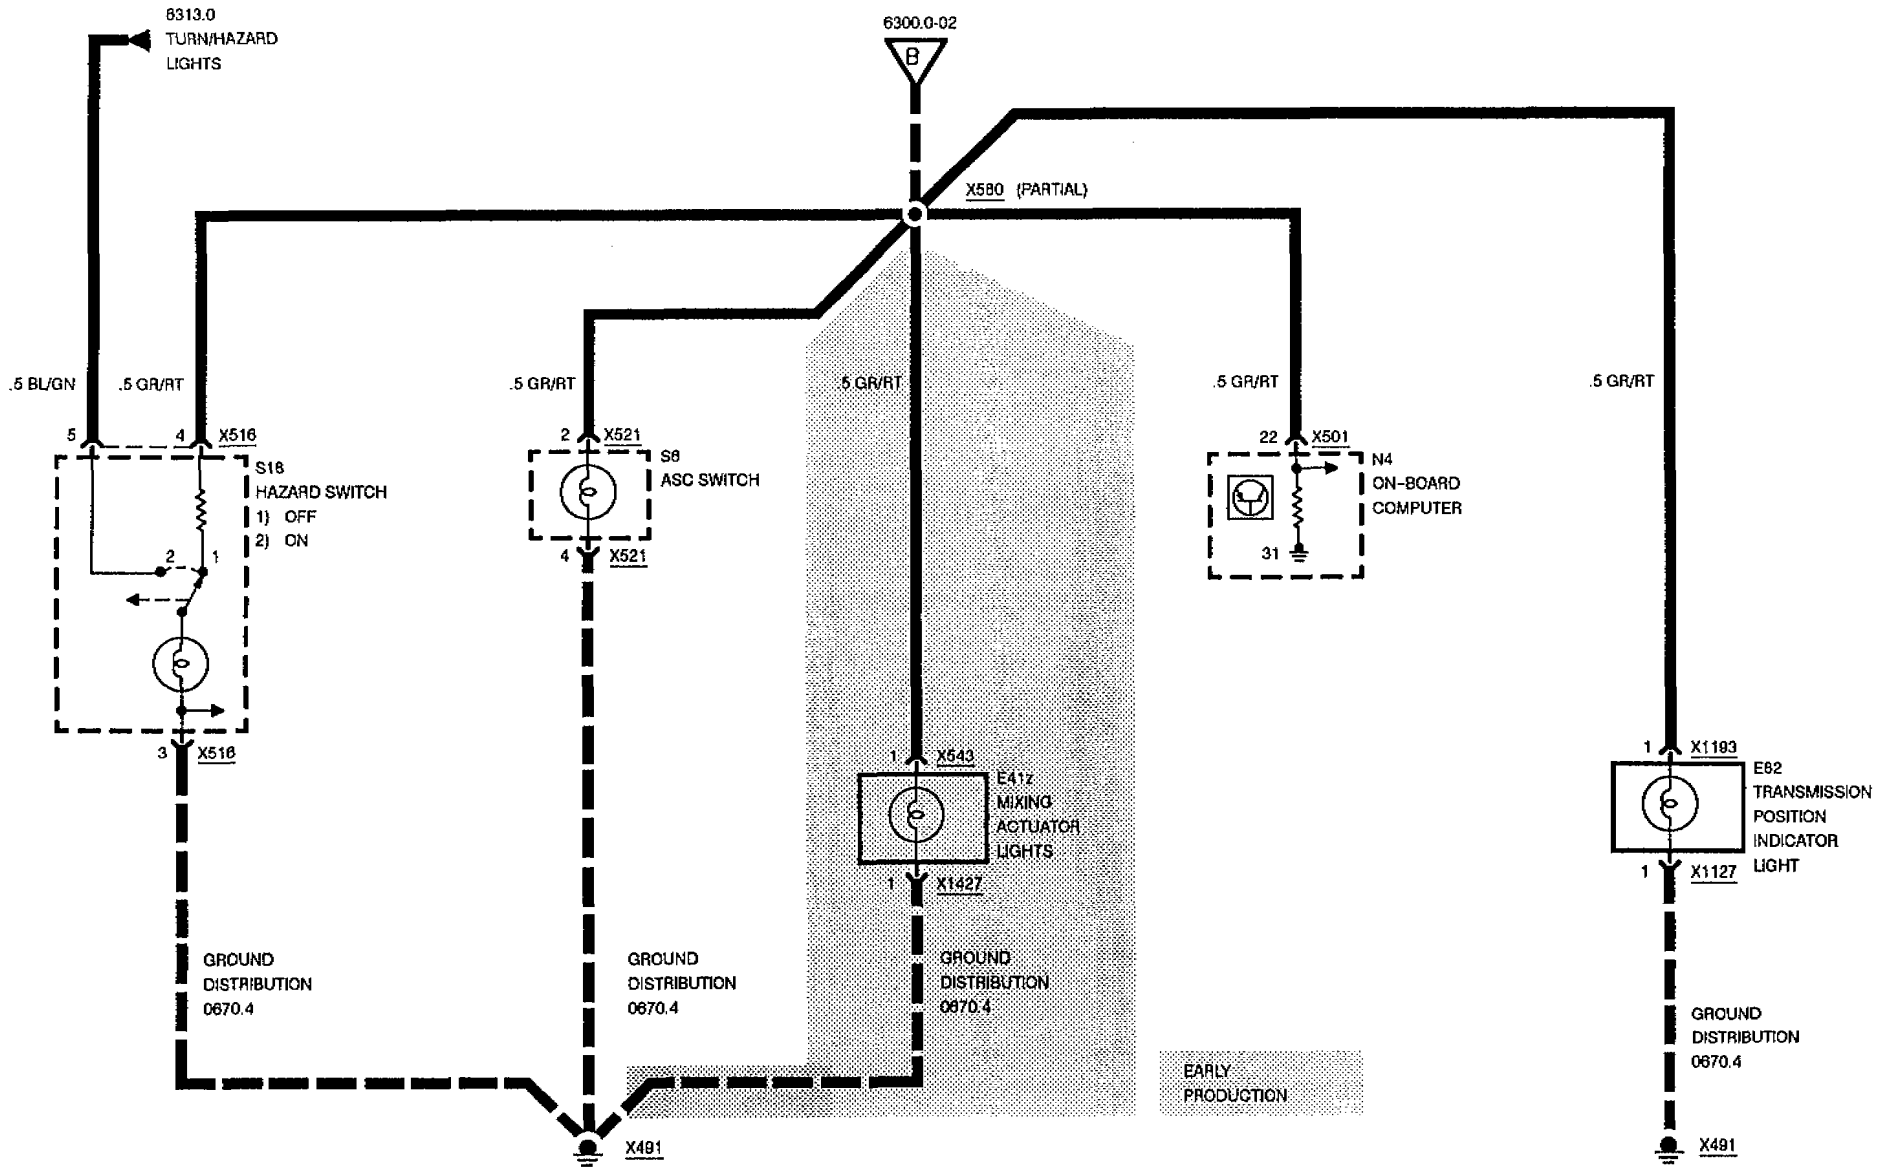 6313.0
TURN/HAZARD
LIGHTS
6300.0-02
B
X580 (PARTIAL)
.5 BL/GN
.5 GR/RT
.5 GR/RT
.5 GR/RT
.5 GR/RT
.5 GR/RT
5
4
X516
S18
HAZARD SWITCH
1) OFF
2) ON
2
1
3
X516
2
X521
S6
ASC SWITCH
4
X521
22
X501
N4
ON-BOARD
COMPUTER
31
1
X543
E41z
MIXING
ACTUATOR
LIGHTS
1
X1427
1
X1193
E82
TRANSMISSION
POSITION
INDICATOR
LIGHT
1
X1127
GROUND
DISTRIBUTION
0670.4
GROUND
DISTRIBUTION
0670.4
GROUND
DISTRIBUTION
0670.4
GROUND
DISTRIBUTION
0670.4
EARLY
PRODUCTION
X491
X491